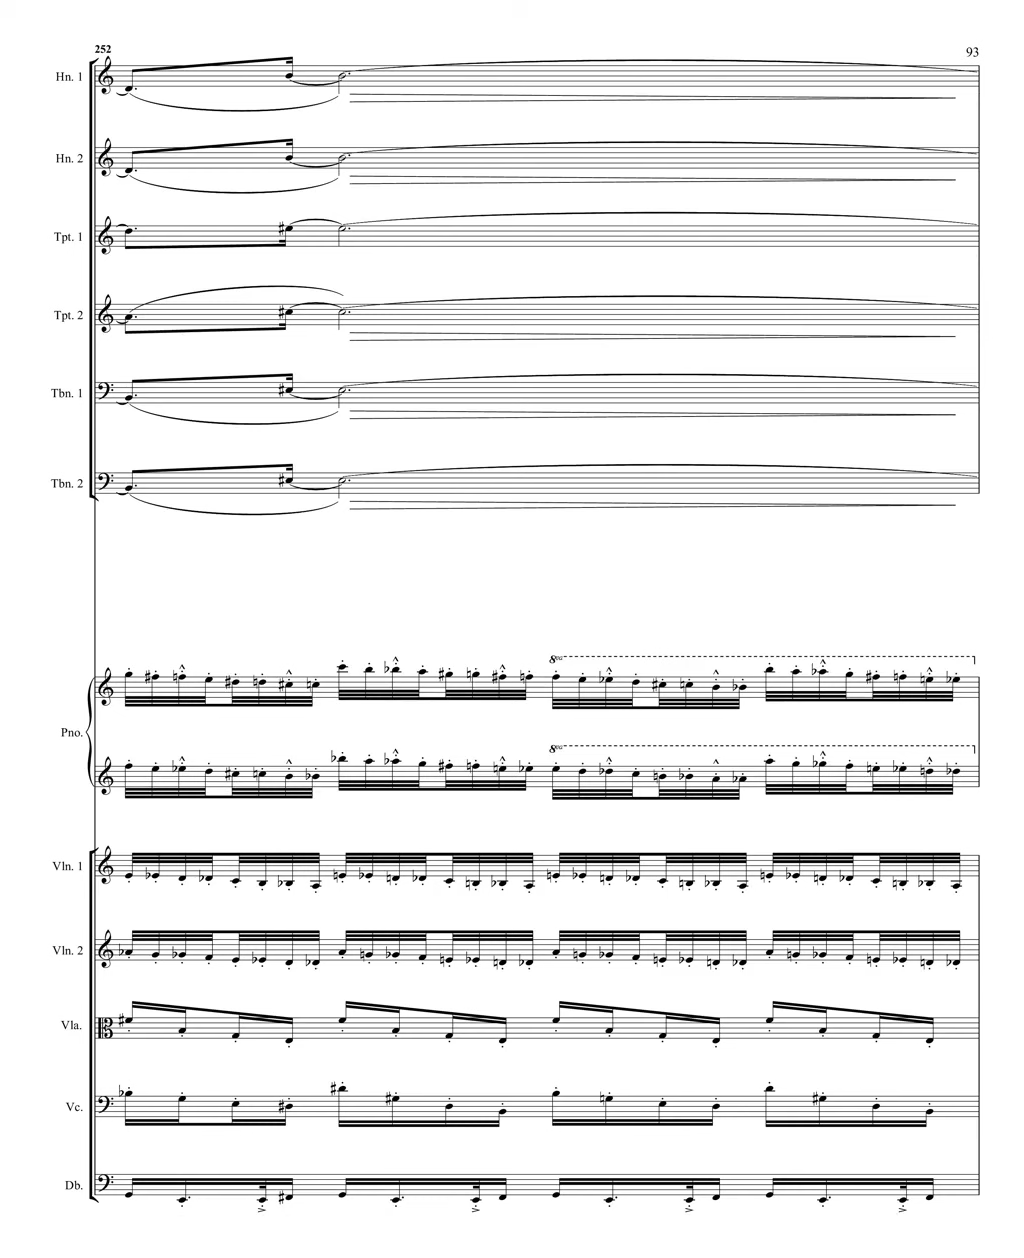 252
93
Hn. 1
Hn. 2
Tpt. 1
Tpt. 2
Tbn. 1
Tbn. 2
8va
Pno.
8va
Vln. 1
Vln. 2
Vla.
Vc.
Db.